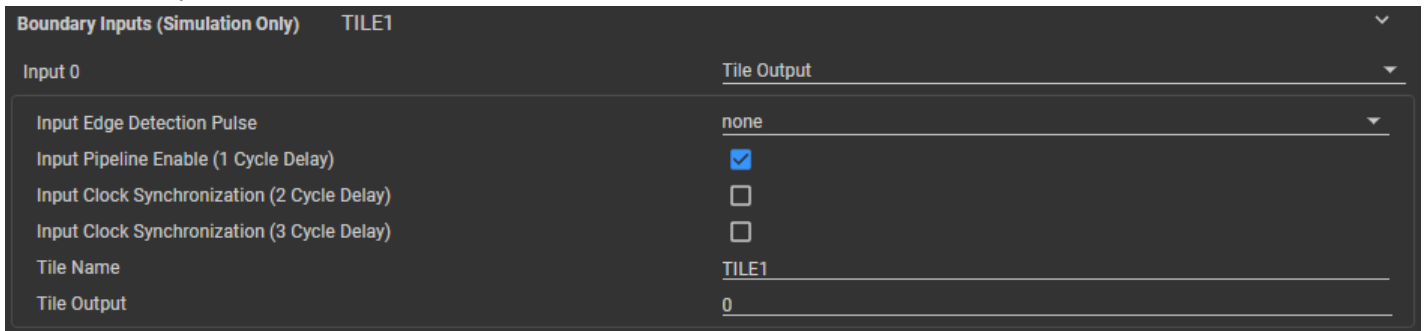 Boundary Inputs (Simulation Only) TILE1
Input 0 Tile Output
Input Edge Detection Pulse none
Input Pipeline Enable (1 Cycle Delay)
Input Clock Synchronization (2 Cycle Delay)
Input Clock Synchronization (3 Cycle Delay)
Tile Name TILE1
Tile Output 0